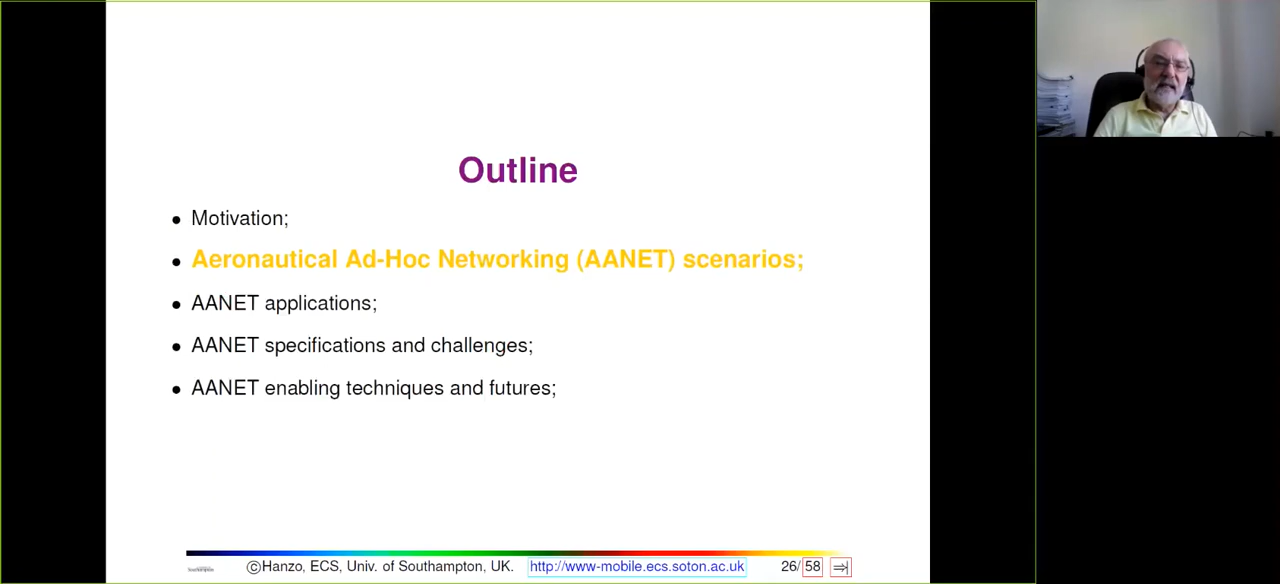 Outline
• Motivation;
• Aeronautical Ad-Hoc Networking (AANET) scenarios;
• AANET applications;
• AANET specifications and challenges;
• AANET enabling techniques and futures;
©Hanzo, ECS, Univ. of Southampton, UK. http://www-mobile.ecs.soton.ac.uk 26/58